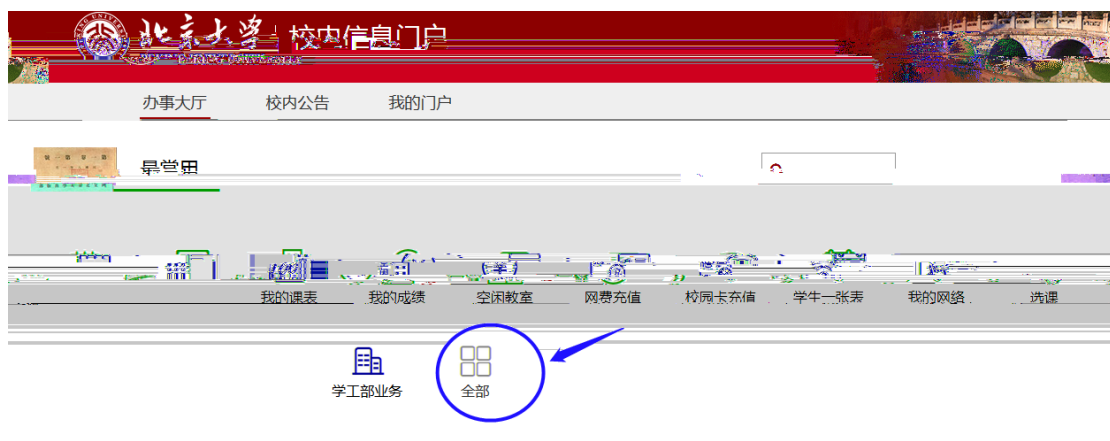 北京大学 校内信息门户
办事大厅 校内公告 我的门户
最常用
我的课表 我的成绩 空闲教室 网费充值 校园卡充值 学生一张表 我的网络 选课
学工部业务 全部